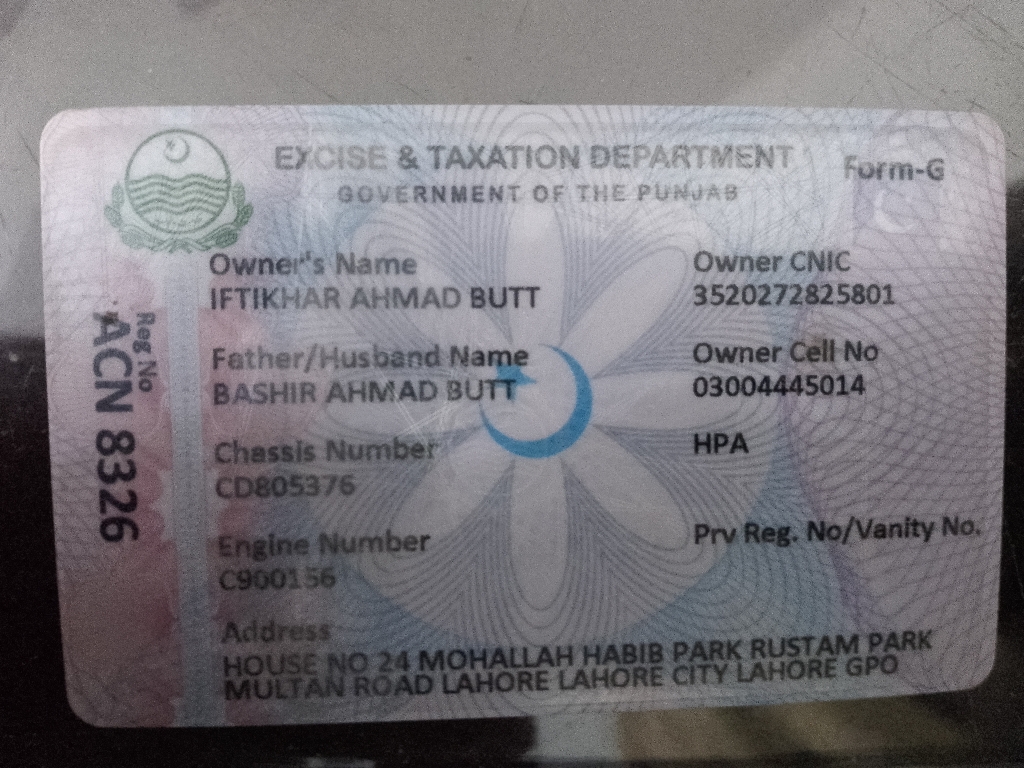 EXCISE & TAXATION DEPARTMENT
GOVERNMENT OF THE PUNJAB
Form-G
Owner's Name
IFTIKHAR AHMAD BUTT
Owner CNIC
3520272825801
Father/Husband Name
BASHIR AHMAD BUTT
Owner Cell No
03004445014
Chassis Number
CD805376
HPA
Engine Number
C900156
Prv Reg. No/Vanity No.
Address
HOUSE NO 24 MOHALLAH HABIB PARK RUSTAM PARK
MULTAN ROAD LAHORE LAHORE CITY LAHORE GPO
Reg No
ACN 8326